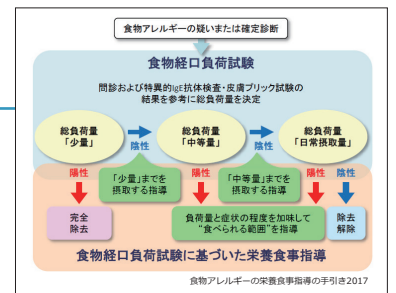 食物アレルギーの疑いまたは確定診断
食物経口負荷試験
問診および特異的IgE抗体検査・皮膚プリック試験の
結果を参考に総負荷量を決定
総負荷量
「少量」
陰性
総負荷量
「中等量」
陰性
総負荷量
「日常摂取量」
陽性
「少量」までを
摂取する指導
陽性
「中等量」までを
摂取する指導
陽性
陰性
完全
除去
負荷量と症状の程度を加味して
“食べられる範囲”を指導
除去
解除
食物経口負荷試験に基づいた栄養食事指導
食物アレルギーの栄養食事指導の手引き2017